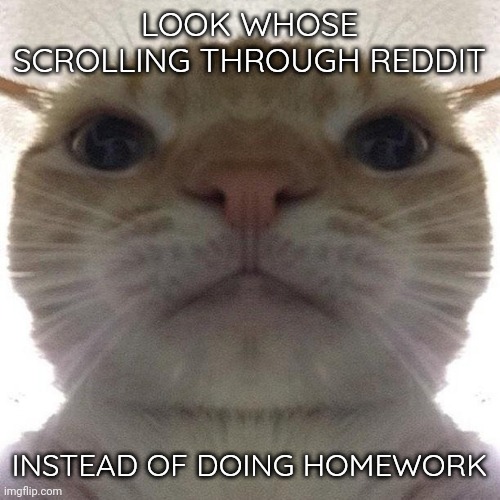 LOOK WHOSE
SCROLLING THROUGH REDDIT
INSTEAD OF DOING HOMEWORK
imgflip.com